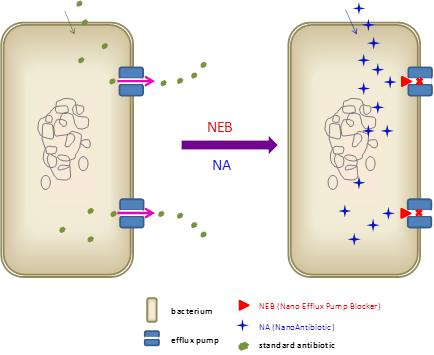 NEB
NA
bacterium
NEB (Nano Efflux Pump Blocker)
NA (NanoAntibiotic)
efflux pump
standard antibiotic